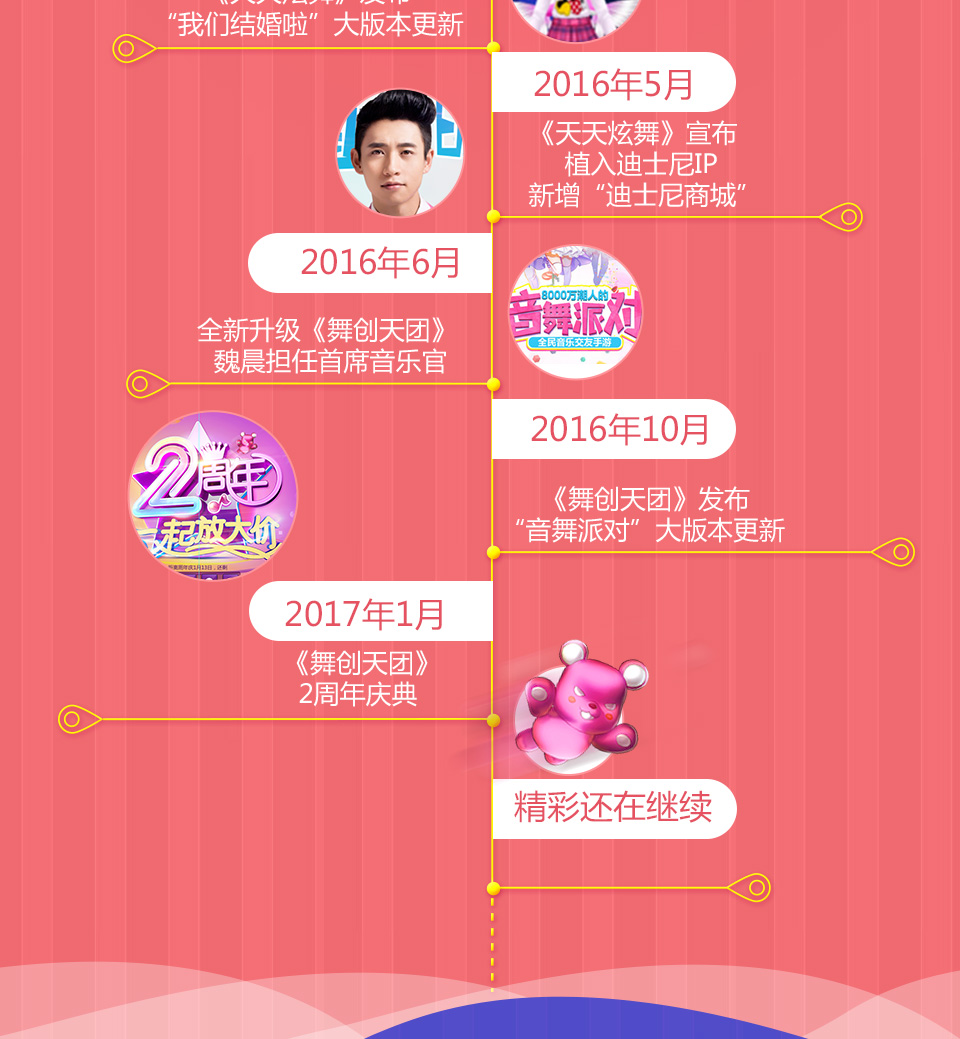 《天天炫舞》发布
“我们结婚啦”大版本更新
2016年5月
《天天炫舞》宣布
植入迪士尼IP
新增“迪士尼商城”
2016年6月
全新升级《舞创天团》
魏晨担任首席音乐官
8000万潮人的
音舞派对
全民音乐交友手游
2016年10月
《舞创天团》发布
“音舞派对”大版本更新
2周年
一起放大价
2017年1月
《舞创天团》
2周年庆典
精彩还在继续